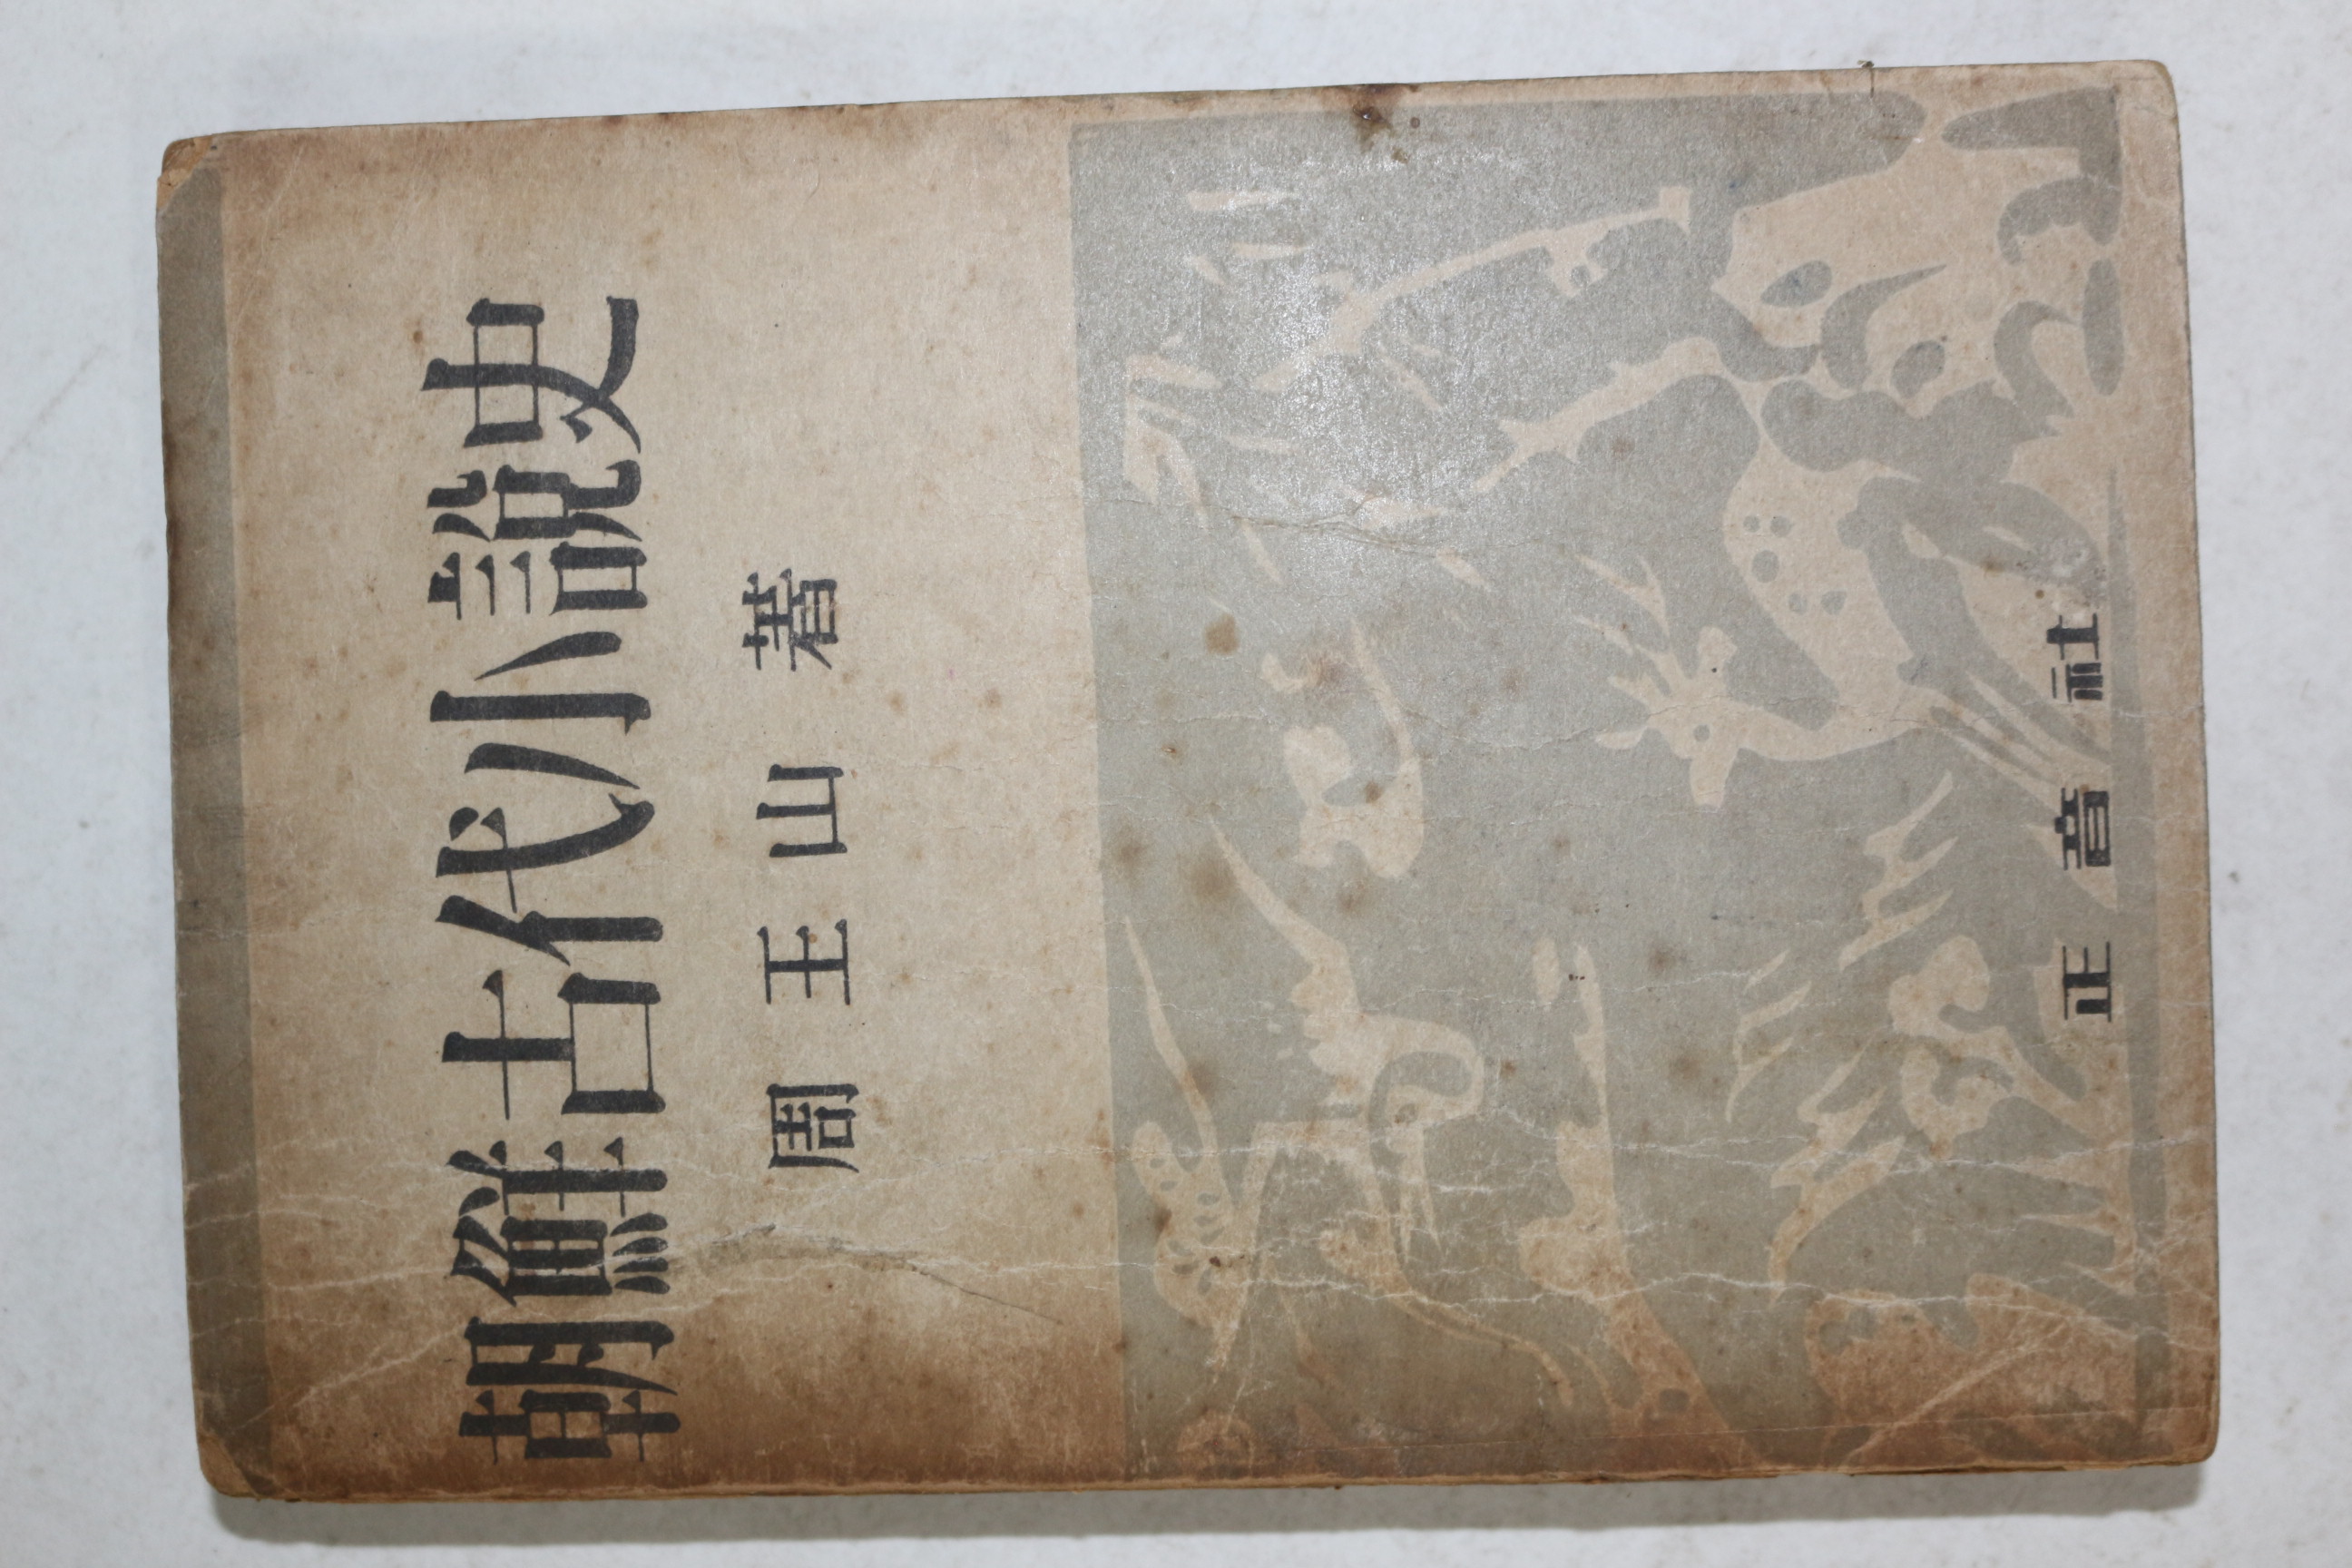 朝鮮古代小說史
周王山 著
正音社